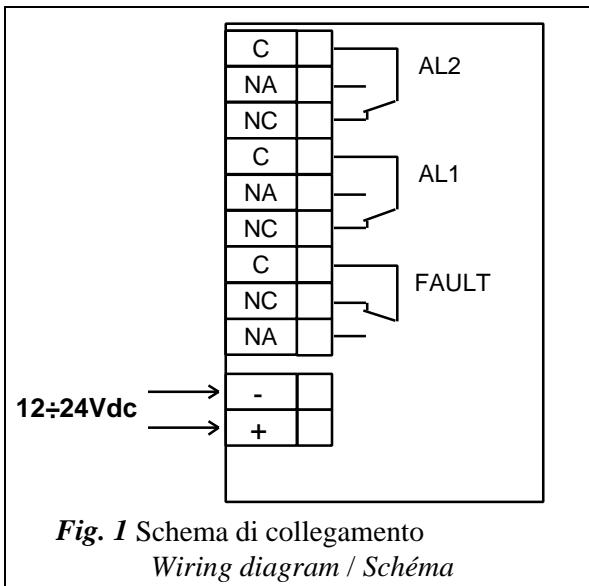 C
AL2
NA
NC
C
AL1
NA
NC
C
FAULT
NC
NA
-
12÷24Vdc
+
Fig. 1 Schema di collegamento
Wiring diagram / Schéma